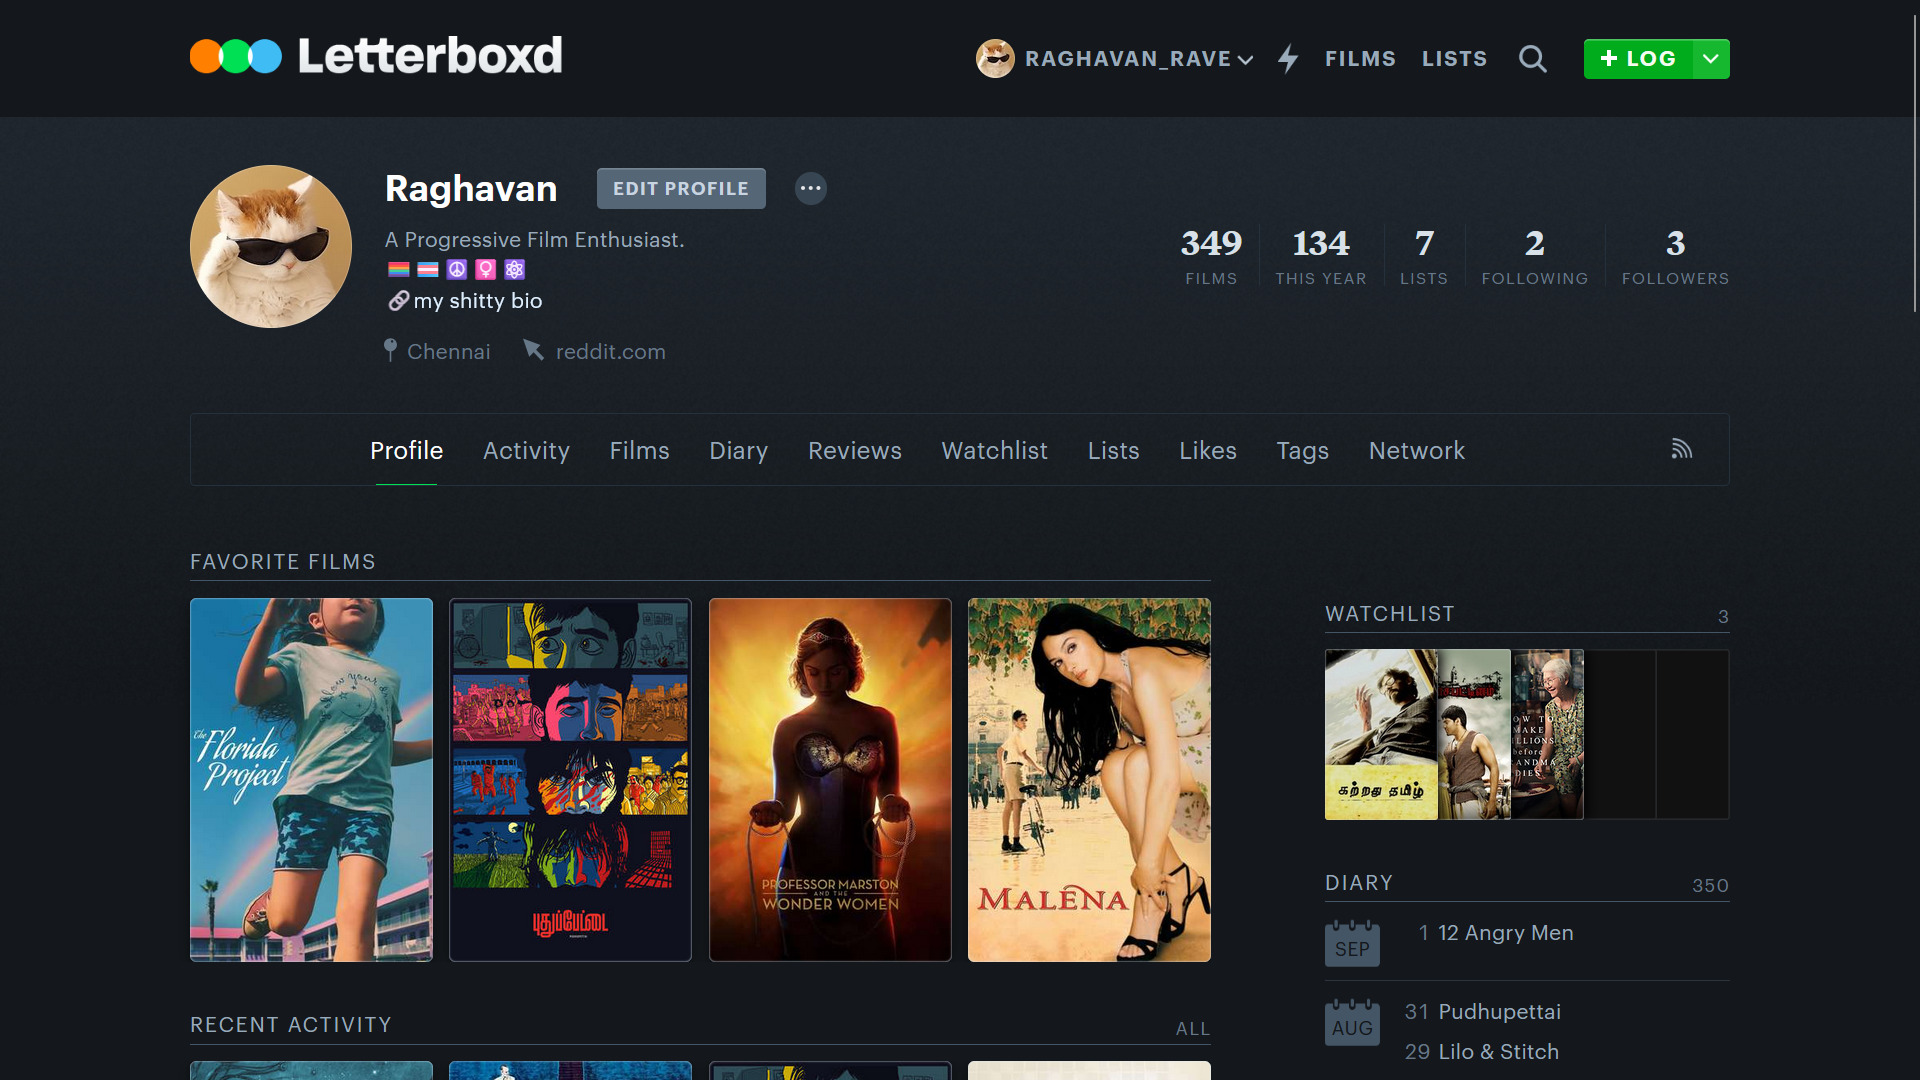 Letterboxd
RAGHAVAN_RAVE
FILMS
LISTS
+ LOG
Raghavan
EDIT PROFILE
A Progressive Film Enthusiast.
my shitty bio
Chennai
reddit.com
349
FILMS
134
THIS YEAR
7
LISTS
2
FOLLOWING
3
FOLLOWERS
Profile
Activity
Films
Diary
Reviews
Watchlist
Lists
Likes
Tags
Network
FAVORITE FILMS
The
Florida
Project
புதுப்பேட்டை
PROFESSOR MARSTON
AND THE
WONDER WOMEN
MALÈNA
WATCHLIST
3
கற்றது தமிழ்
OW TO
MAKE
ILLIONS
before
ANDMA
DIES
DIARY
350
SEP
1 12 Angry Men
AUG
31 Pudhupettai
29 Lilo & Stitch
RECENT ACTIVITY
ALL